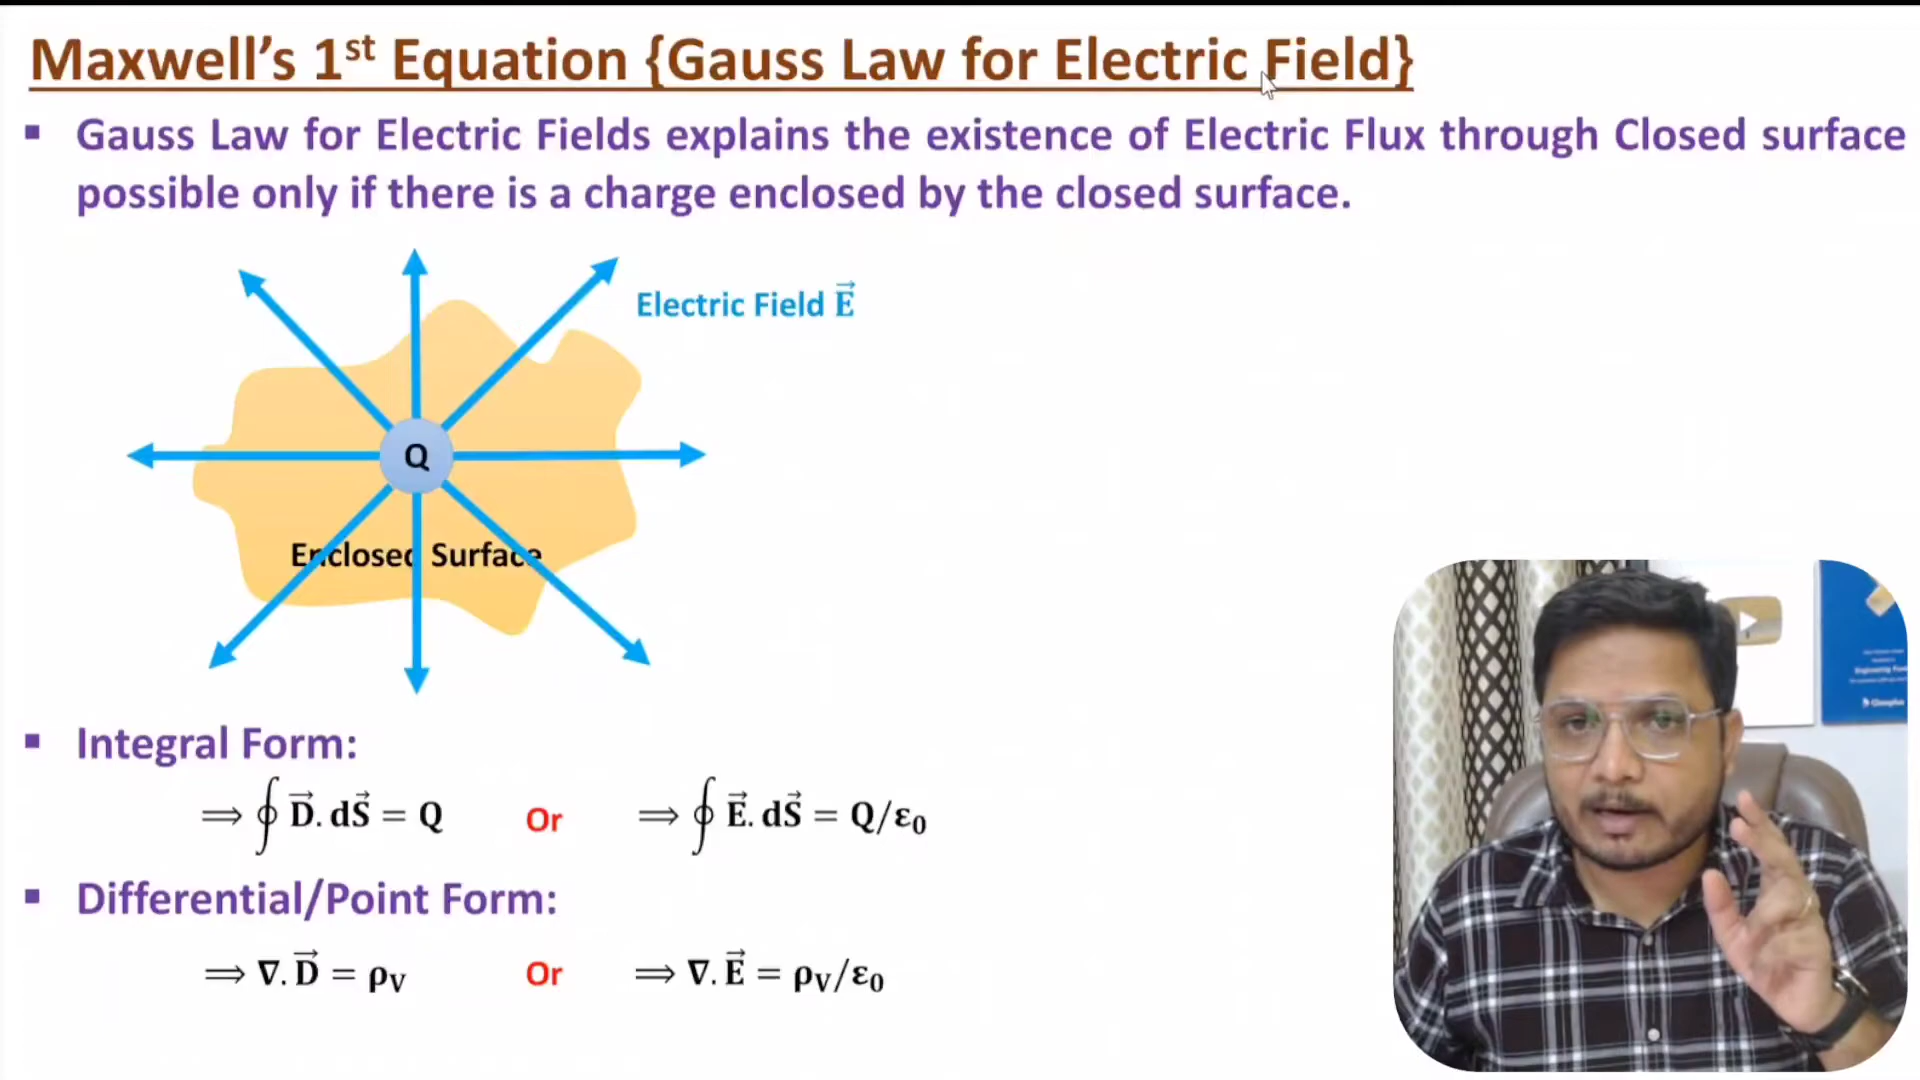 Maxwell's 1st Equation {Gauss Law for Electric Field}
▪ Gauss Law for Electric Fields explains the existence of Electric Flux through Closed surface
possible only if there is a charge enclosed by the closed surface.
Electric Field E⃗
Q
Enclosed Surface
▪ Integral Form:
⟹ ∮ D⃗. dS⃗ = Q Or ⟹ ∮ E⃗. dS⃗ = Q/ε₀
▪ Differential/Point Form:
⟹ ∇. D⃗ = ρV Or ⟹ ∇. E⃗ = ρV/ε₀